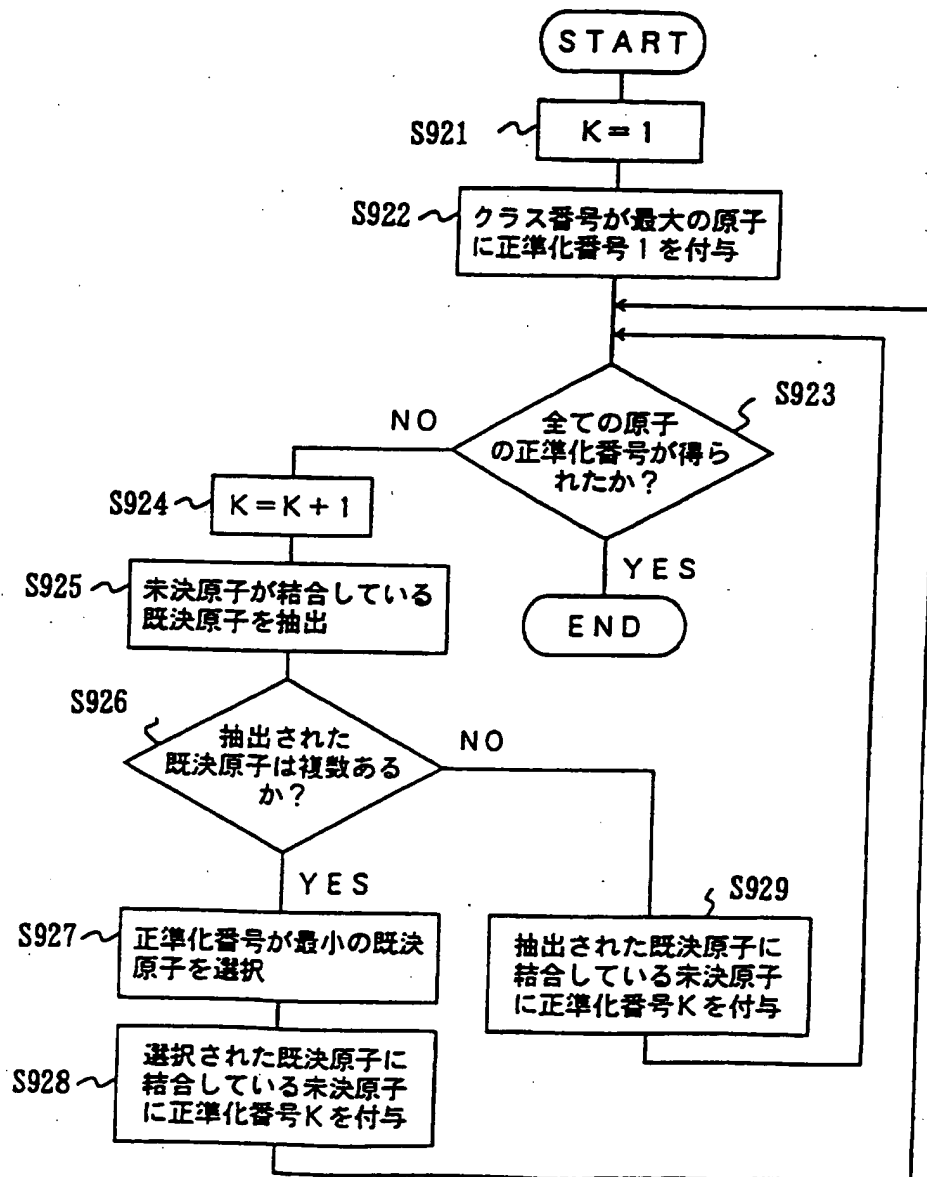 START
S921
K=1
S922
クラス番号が最大の原子
に正準化番号1を付与
S923
全ての原子
の正準化番号が得ら
れたか？
NO
YES
END
S924
K=K+1
S925
未決原子が結合している
既決原子を抽出
S926
抽出された
既決原子は複数ある
か？
NO
YES
S927
正準化番号が最小の既決
原子を選択
S928
選択された既決原子に
結合している未決原子
に正準化番号Kを付与
S929
抽出された既決原子に
結合している未決原子
に正準化番号Kを付与